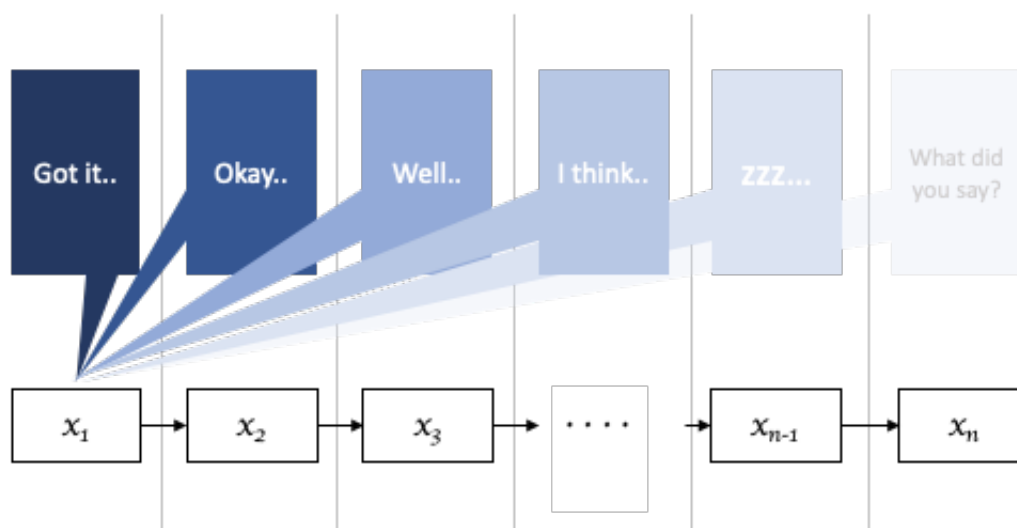 Got it..
Okay..
Well..
I think..
zzz...
What did
you say?
x₁
x₂
x₃
. . . .
xₙ₋₁
xₙ